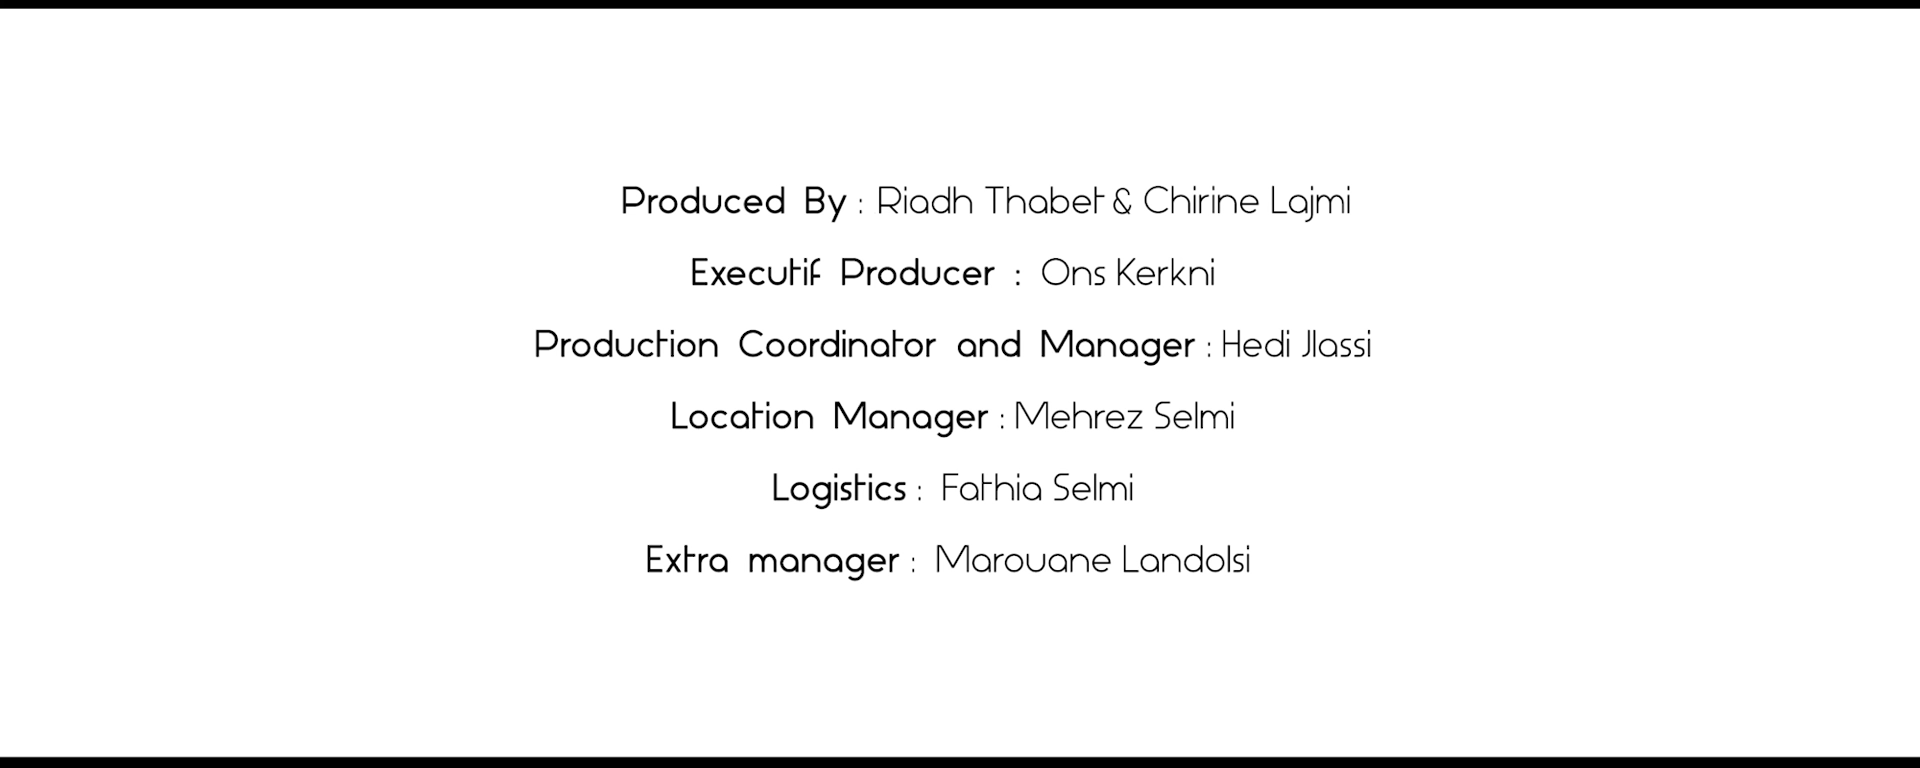 Produced By : Riadh Thabet & Chirine Lajmi
Executif Producer : Ons Kerkni
Production Coordinator and Manager : Hedi Jlassi
Location Manager : Mehrez Selmi
Logistics : Fathia Selmi
Extra manager : Marouane Landolsi